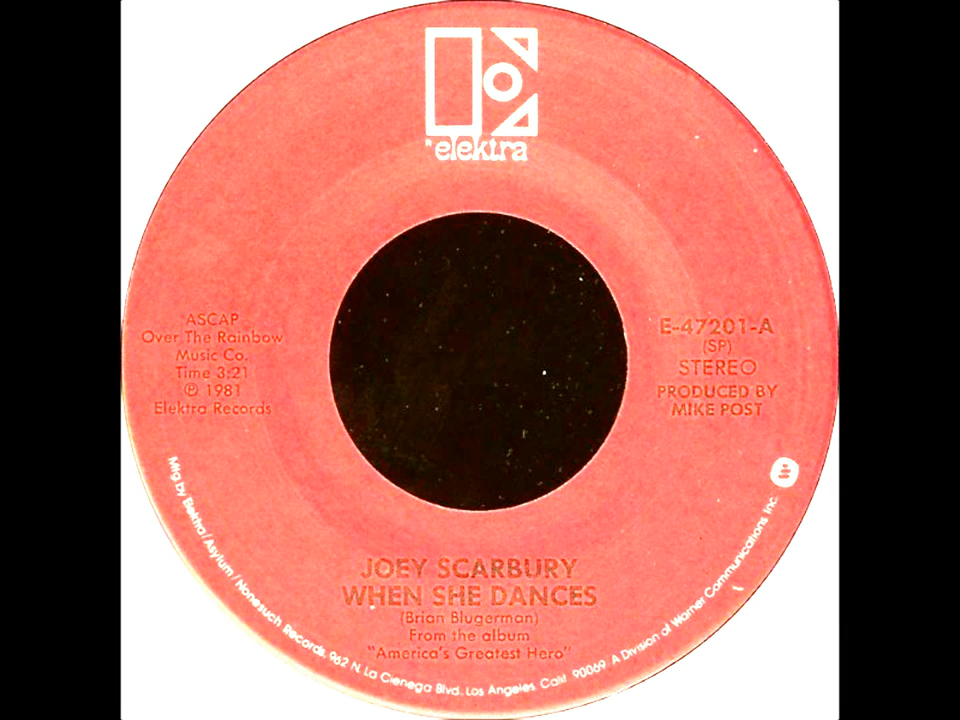 elektra
ASCAP
Over The Rainbow
Music Co.
Time 3:21
℗ 1981
Elektra Records
E-47201-A
(SP)
STEREO
PRODUCED BY
MIKE POST
JOEY SCARBURY
WHEN SHE DANCES
(Brian Blugerman)
From the album
"America's Greatest Hero"
Mfg. by Elektra/Asylum/Nonesuch Records, 962 N. La Cienega Blvd., Los Angeles, Calif. 90069. A Division of Warner Communications Inc.